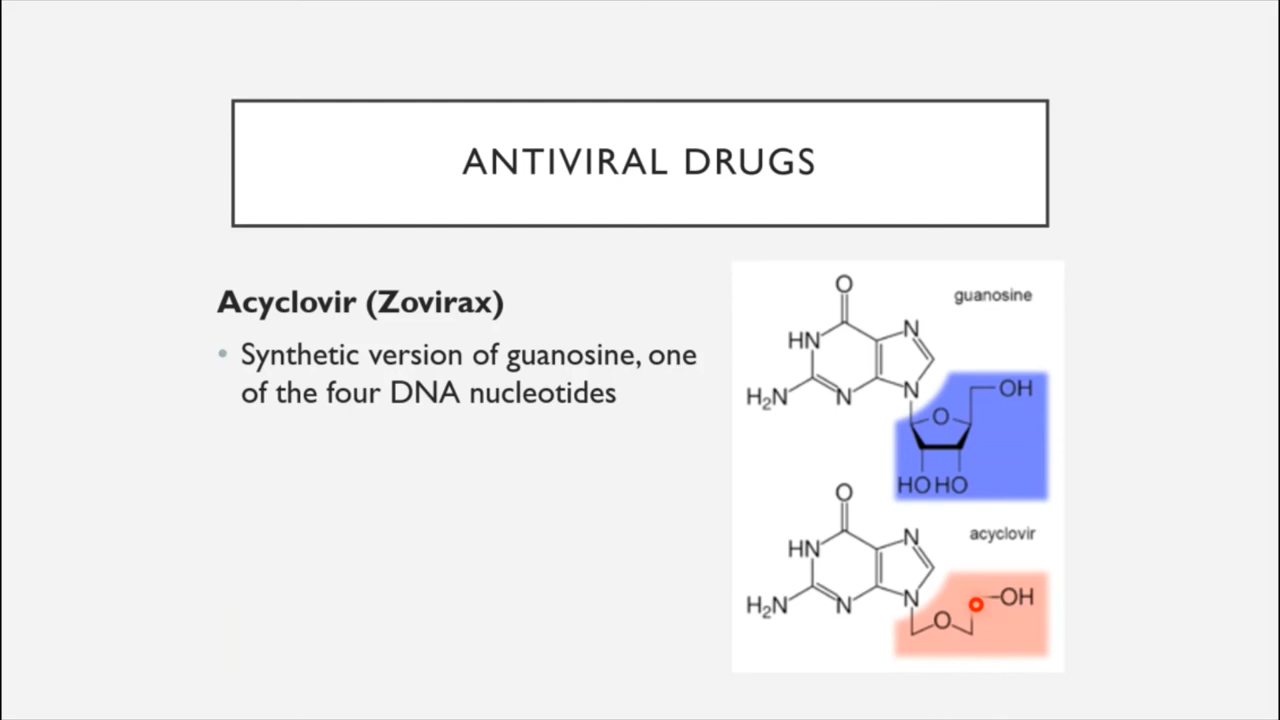 ANTIVIRAL DRUGS
Acyclovir (Zovirax)
• Synthetic version of guanosine, one
of the four DNA nucleotides
guanosine
O
HN
N
H₂N
N
N
OH
O
HO HO
acyclovir
O
HN
N
H₂N
N
N
OH
O